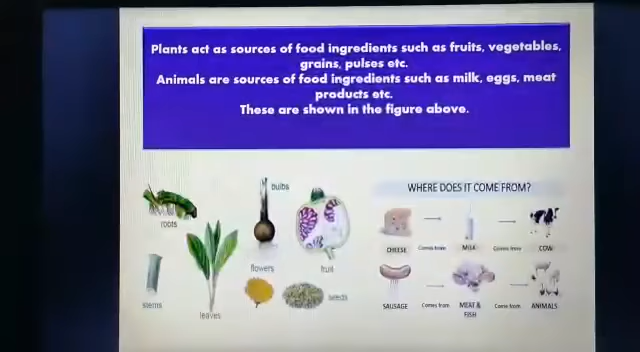 Plants act as sources of food ingredients such as fruits, vegetables,
grains, pulses etc.
Animals are sources of food ingredients such as milk, eggs, meat
products etc.
These are shown in the figure above.
bulbs
roots
flowers
fruit
stems
leaves
seeds
WHERE DOES IT COME FROM?
CHEESE Comes from MILK Comes from COW
SAUSAGE Comes from MEAT & Come from ANIMALS
FISH